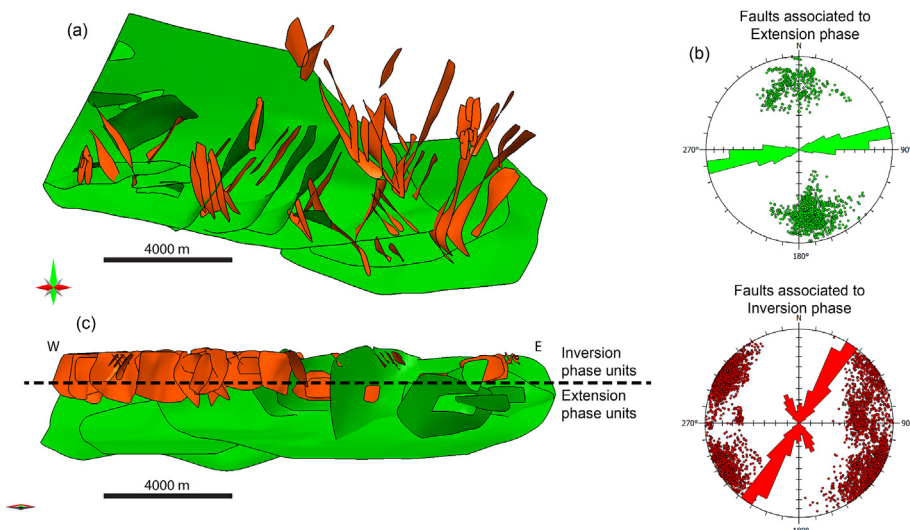 (a)
4000 m
(b)
Faults associated to
Extension phase
N
270°
90°
180°
(c)
W
E
Inversion
phase units
Extension
phase units
4000 m
Faults associated to
Inversion phase
N
270°
90°
180°